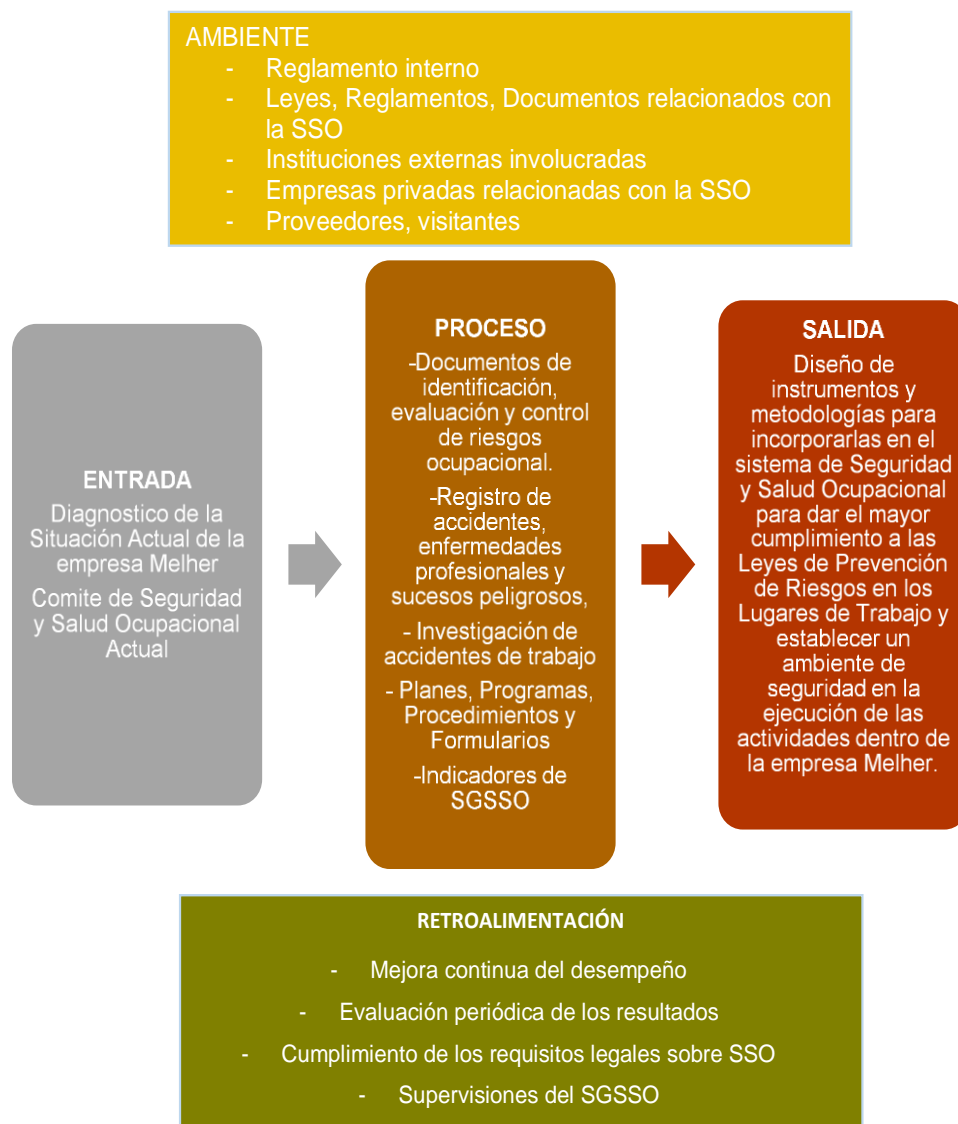 AMBIENTE
- Reglamento interno
- Leyes, Reglamentos, Documentos relacionados con
la SSO
- Instituciones externas involucradas
- Empresas privadas relacionadas con la SSO
- Proveedores, visitantes
ENTRADA
Diagnostico de la
Situación Actual de la
empresa Melher
Comite de Seguridad
y Salud Ocupacional
Actual
PROCESO
-Documentos de
identificación,
evaluación y control
de riesgos
ocupacional.
-Registro de
accidentes,
enfermedades
profesionales y
sucesos peligrosos,
- Investigación de
accidentes de trabajo
- Planes, Programas,
Procedimientos y
Formularios
-Indicadores de
SGSSO
SALIDA
Diseño de
instrumentos y
metodologías para
incorporarlas en el
sistema de Seguridad
y Salud Ocupacional
para dar el mayor
cumplimiento a las
Leyes de Prevención
de Riesgos en los
Lugares de Trabajo y
establecer un
ambiente de
seguridad en la
ejecución de las
actividades dentro de
la empresa Melher.
RETROALIMENTACIÓN
- Mejora continua del desempeño
- Evaluación periódica de los resultados
- Cumplimiento de los requisitos legales sobre SSO
- Supervisiones del SGSSO